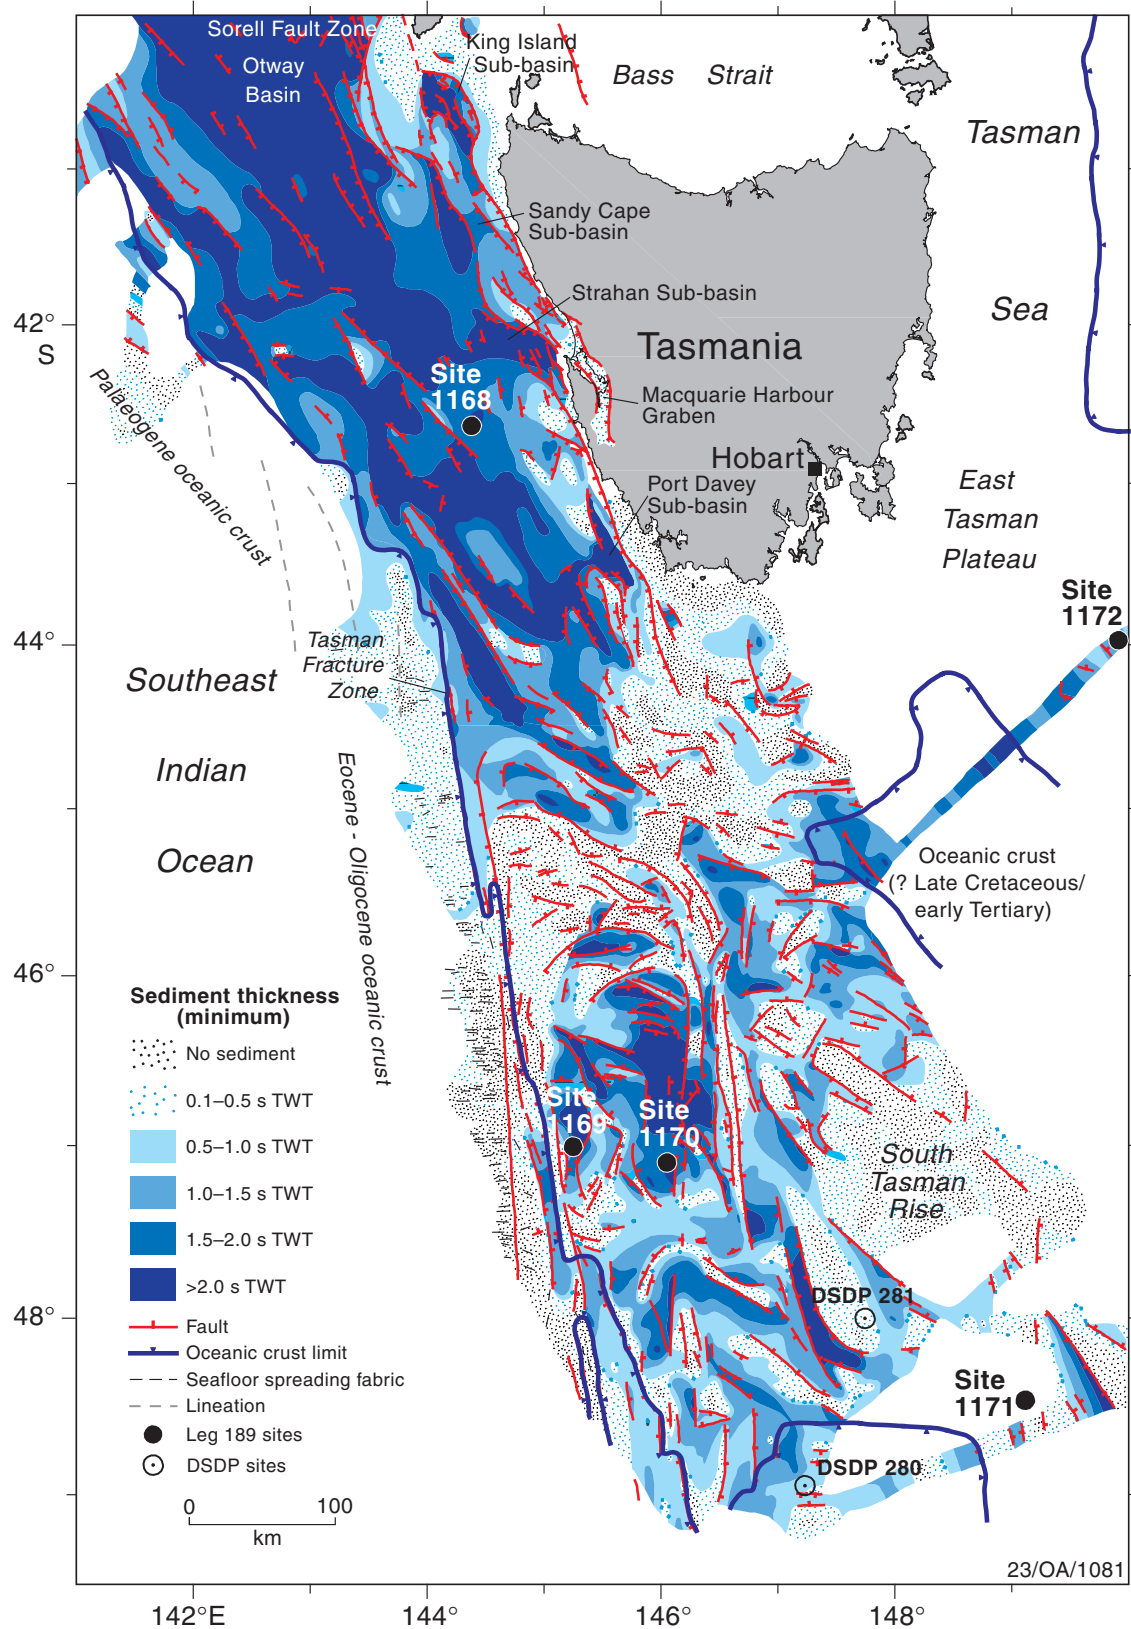 Sorell Fault Zone
Otway
Basin
King Island
Sub-basin
Bass Strait
Tasman
Sea
Sandy Cape
Sub-basin
Strahan Sub-basin
42°
S
Tasmania
Site
1168
Macquarie Harbour
Graben
Palaeogene oceanic crust
Hobart
Port Davey
Sub-basin
East
Tasman
Plateau
Site
1172
44°
Tasman
Fracture
Zone
Southeast
Indian
Ocean
Eocene - Oligocene oceanic crust
Oceanic crust
(? Late Cretaceous/
early Tertiary)
46°
Sediment thickness
(minimum)
No sediment
0.1–0.5 s TWT
0.5–1.0 s TWT
1.0–1.5 s TWT
1.5–2.0 s TWT
>2.0 s TWT
Fault
Oceanic crust limit
Seafloor spreading fabric
Lineation
Leg 189 sites
DSDP sites
0 100
km
Site
1169
Site
1170
South
Tasman
Rise
48°
DSDP 281
Site
1171
DSDP 280
23/OA/1081
142°E
144°
146°
148°